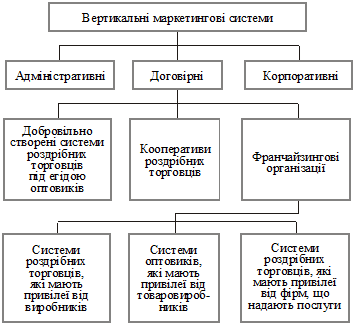 Вертикальні маркетингові системи
Адміністративні
Договірні
Корпоративні
Добровільно
створені системи
роздрібних
торговців
під егідою
оптовиків
Кооперативи
роздрібних
торговців
Франчайзингові
організації
Системи
роздрібних
торговців,
які мають
привілеї від
виробників
Системи
оптовиків,
які мають
привілеї від
товаровироб-
ників
Системи
роздрібних
торговців, які
мають привілеї
від фірм, що
надають послуги